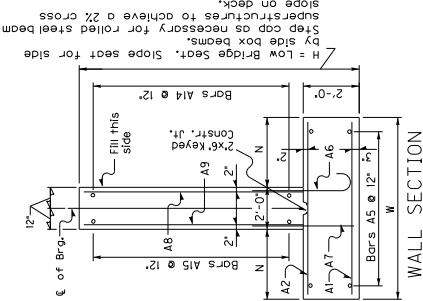 H = Low Bridge Seat. Slope seat for side
by side box beams.
Step cap as necessary for rolled steel beam
superstructures to achieve a 2% cross
slope on deck.
12"
℄ of Brg.
Fill this
side
Bars A14 @ 12"
Bars A15 @ 12"
A9
A8
2"
2'-0"
2"
2"x6" Keyed
Constr. Jt.
N
N
2'-0"
2"
3"
A2
A1
A7
A6
Bars A5 @ 12"
W
WALL SECTION